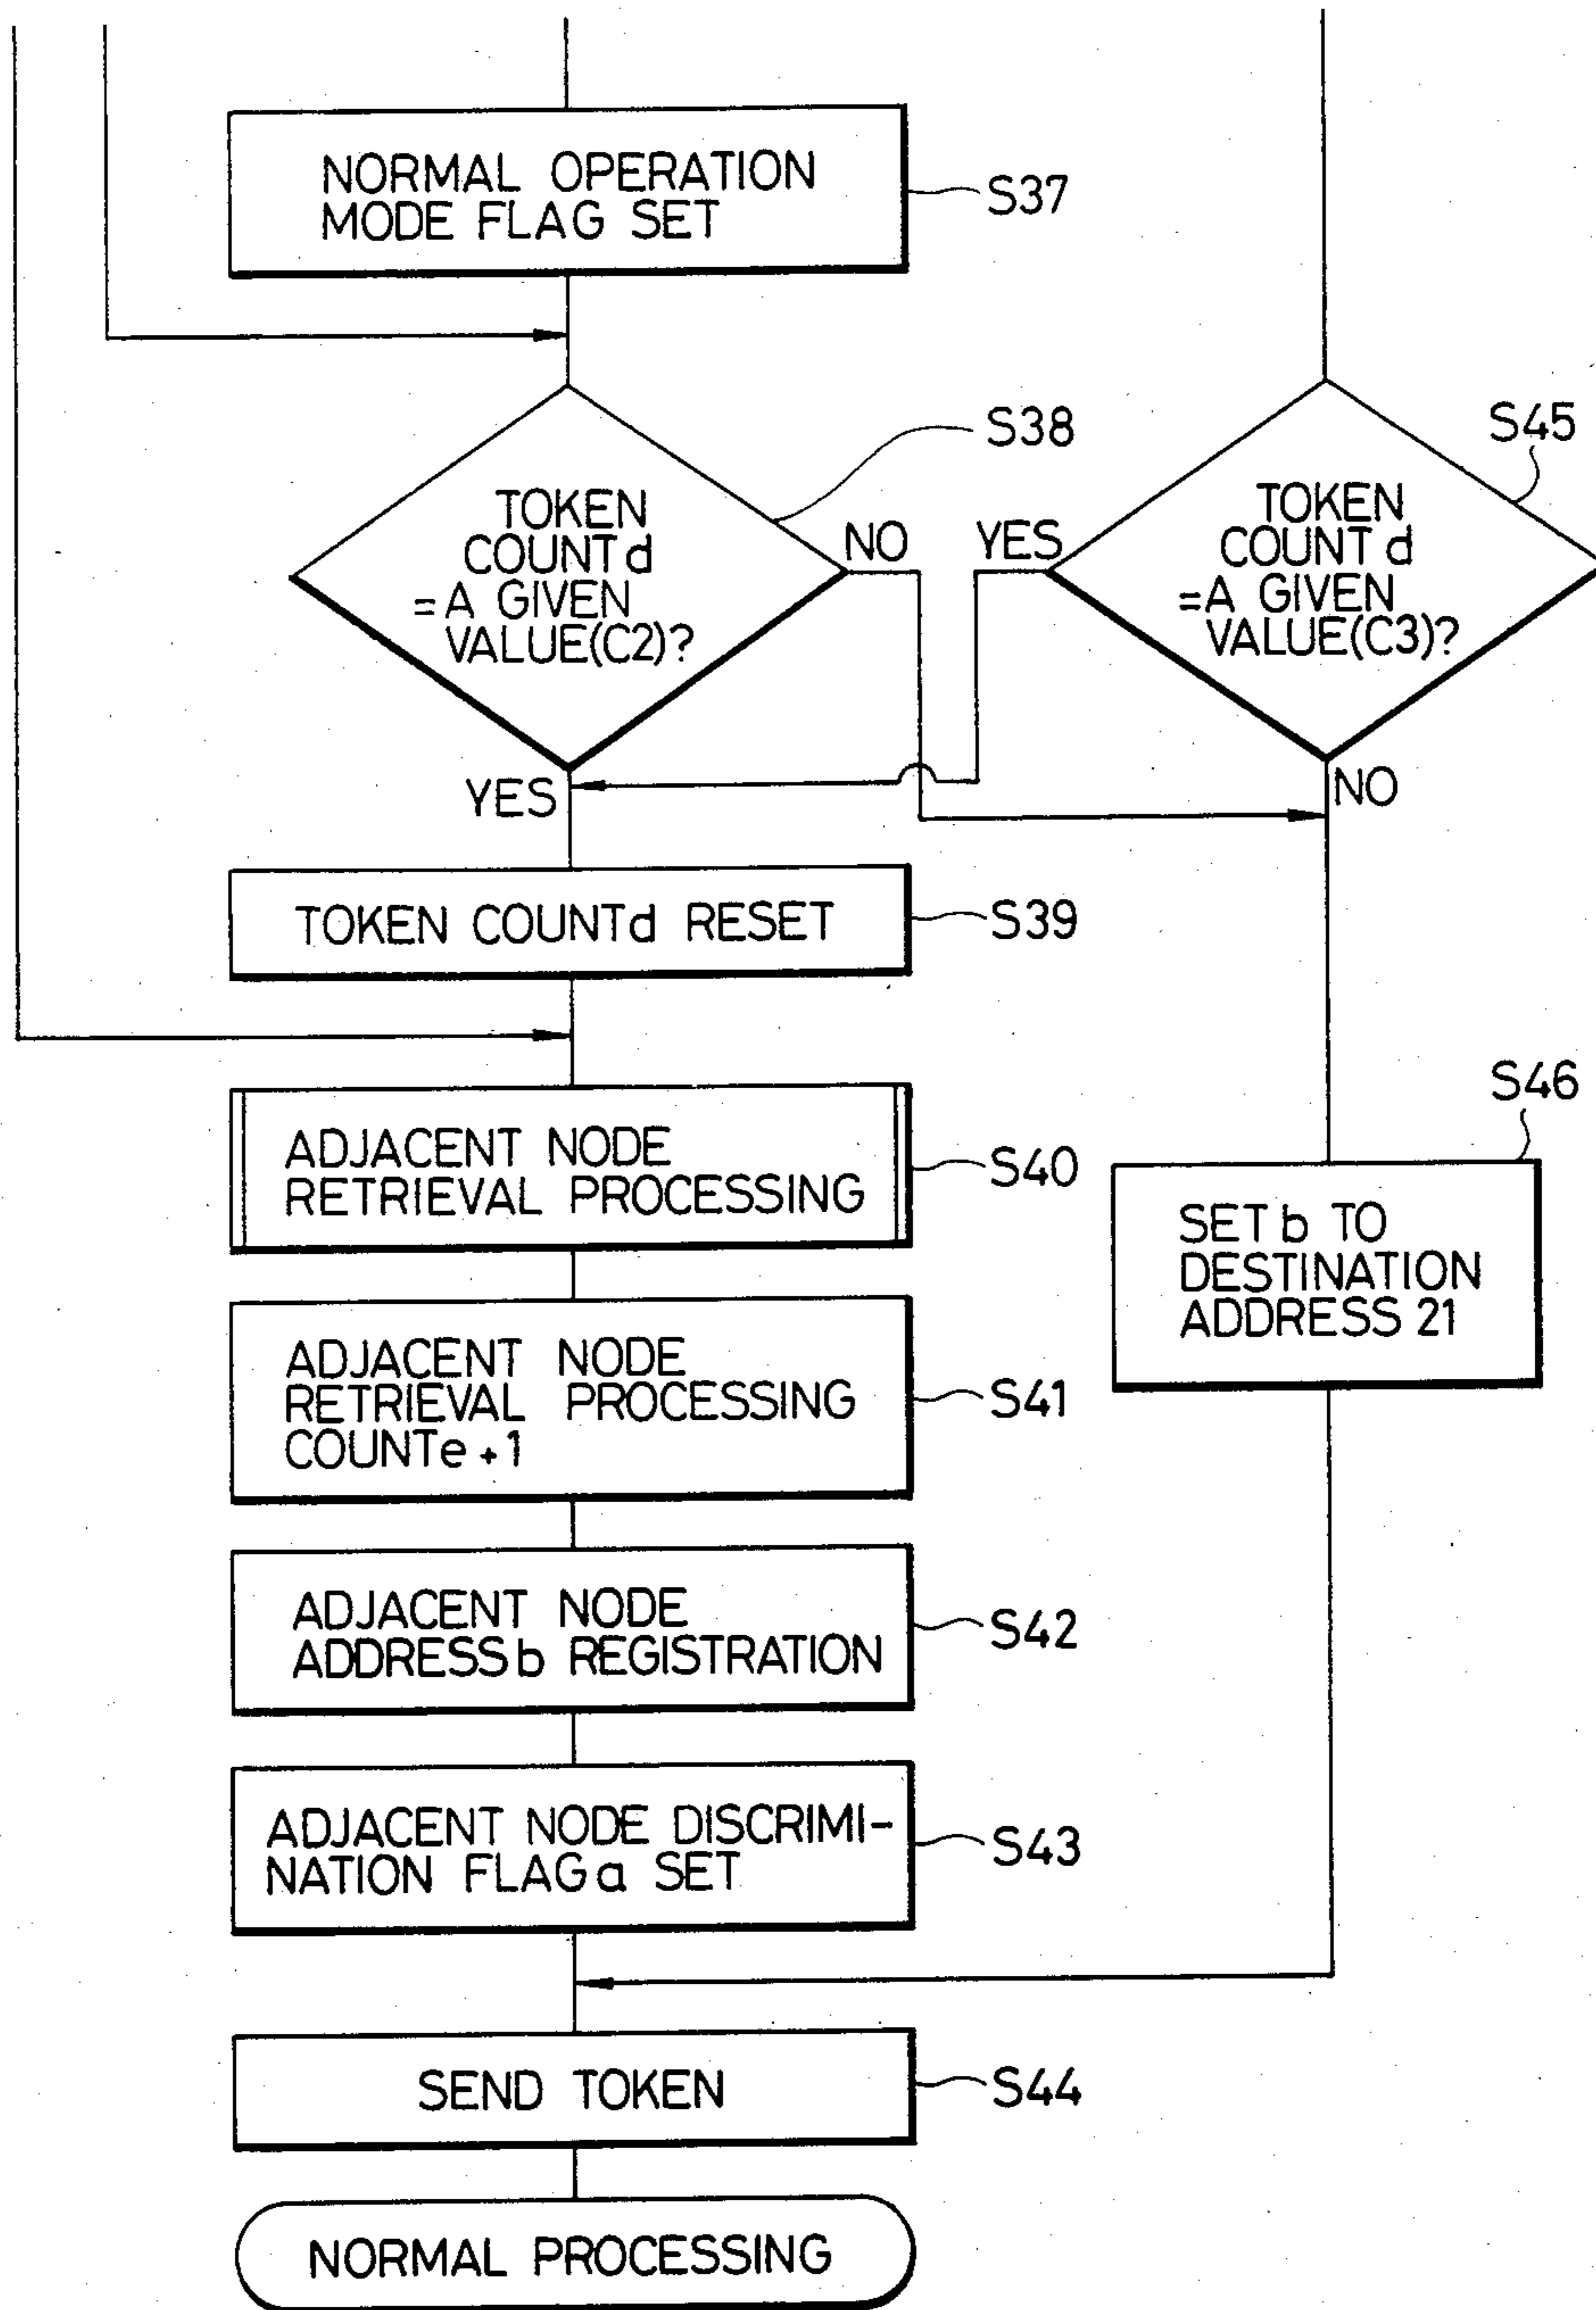 NORMAL OPERATION
MODE FLAG SET
S37
S38
TOKEN
COUNT d
=A GIVEN
VALUE(C2)?
NO
YES
S45
TOKEN
COUNT d
=A GIVEN
VALUE(C3)?
YES
NO
TOKEN COUNT d RESET
S39
ADJACENT NODE
RETRIEVAL PROCESSING
S40
S46
SET b TO
DESTINATION
ADDRESS 21
ADJACENT NODE
RETRIEVAL PROCESSING
COUNT e +1
S41
ADJACENT NODE
ADDRESS b REGISTRATION
S42
ADJACENT NODE DISCRIMI-
NATION FLAG a SET
S43
SEND TOKEN
S44
NORMAL PROCESSING